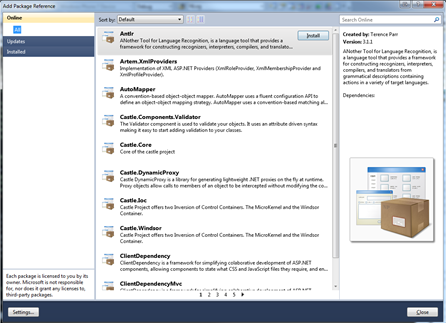 Add Package Reference
Online
All
Updates
Installed
Each package is licensed to you by its
owner. Microsoft is not responsible
for, nor does it grant any licenses to,
third-party packages.
Settings...
Sort by: Default
Antlr
ANother Tool for Language Recognition, is a language tool that provides a
framework for constructing recognizers, interpreters, compilers, and translato...
Install
Artem.XmlProviders
Implementation of XML ASP.NET Providers (XmlRoleProvider, XmlMembershipProvider and
XmlProfileProvider).
AutoMapper
A convention-based object-object mapper. AutoMapper uses a fluent configuration API to
define an object-object mapping strategy. AutoMapper uses a convention-based matching al...
Castle.Components.Validator
The Validator component is used to validate your objects. It uses an attribute driven syntax
making it easy to start adding validation to your classes.
Castle.Core
Core of the castle project
Castle.DynamicProxy
Castle DynamicProxy is a library for generating lightweight .NET proxies on the fly at runtime.
Proxy objects allow calls to members of an object to be intercepted without modifying the co...
Castle.Ioc
Castle Project offers two Inversion of Control Containers. The MicroKernel and the Windsor
Container.
Castle.Windsor
Castle Project offers two Inversion of Control Containers. The MicroKernel and the Windsor
Container.
ClientDependency
A framework for simplifying collaborative development of ASP.NET
components, allowing components to state what CSS and JavaScript files they require, and en...
ClientDependencyMvc
1 2 3 4 5
Search Online
Created by: Terence Parr
Version: 3.1.1
ANother Tool for Language Recognition, is a
language tool that provides a framework for
constructing recognizers, interpreters,
compilers, and translators from
grammatical descriptions containing
actions in a variety of target languages.
Dependencies:
Close